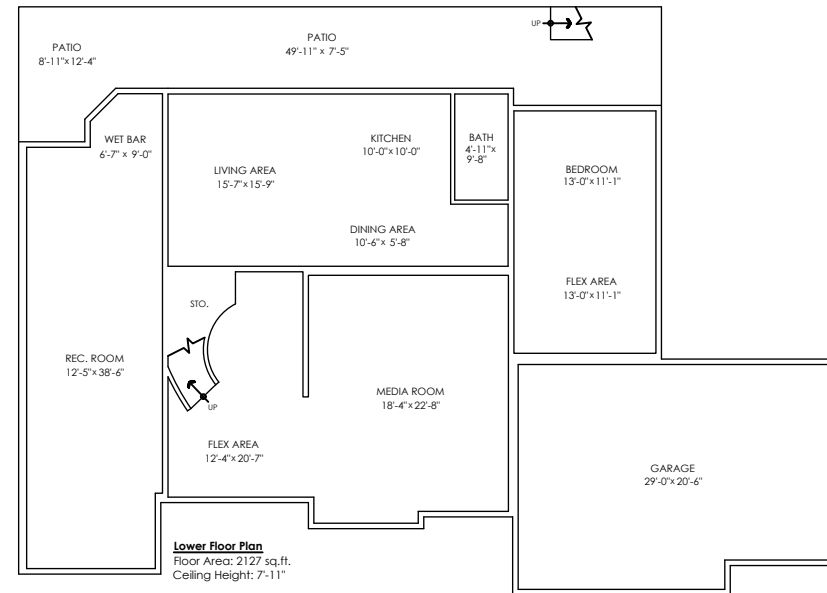 UP
PATIO
8'-11"x12'-4"
PATIO
49'-11" x 7'-5"
WET BAR
6'-7" x 9'-0"
KITCHEN
10'-0"x10'-0"
BATH
4'-11"x
9'-8"
LIVING AREA
15'-7"x15'-9"
BEDROOM
13'-0"x11'-1"
DINING AREA
10'-6"x 5'-8"
FLEX AREA
13'-0"x11'-1"
STO.
REC. ROOM
12'-5"x38'-6"
UP
MEDIA ROOM
18'-4"x22'-8"
FLEX AREA
12'-4"x20'-7"
GARAGE
29'-0"x20'-6"
Lower Floor Plan
Floor Area: 2127 sq.ft.
Ceiling Height: 7'-11"